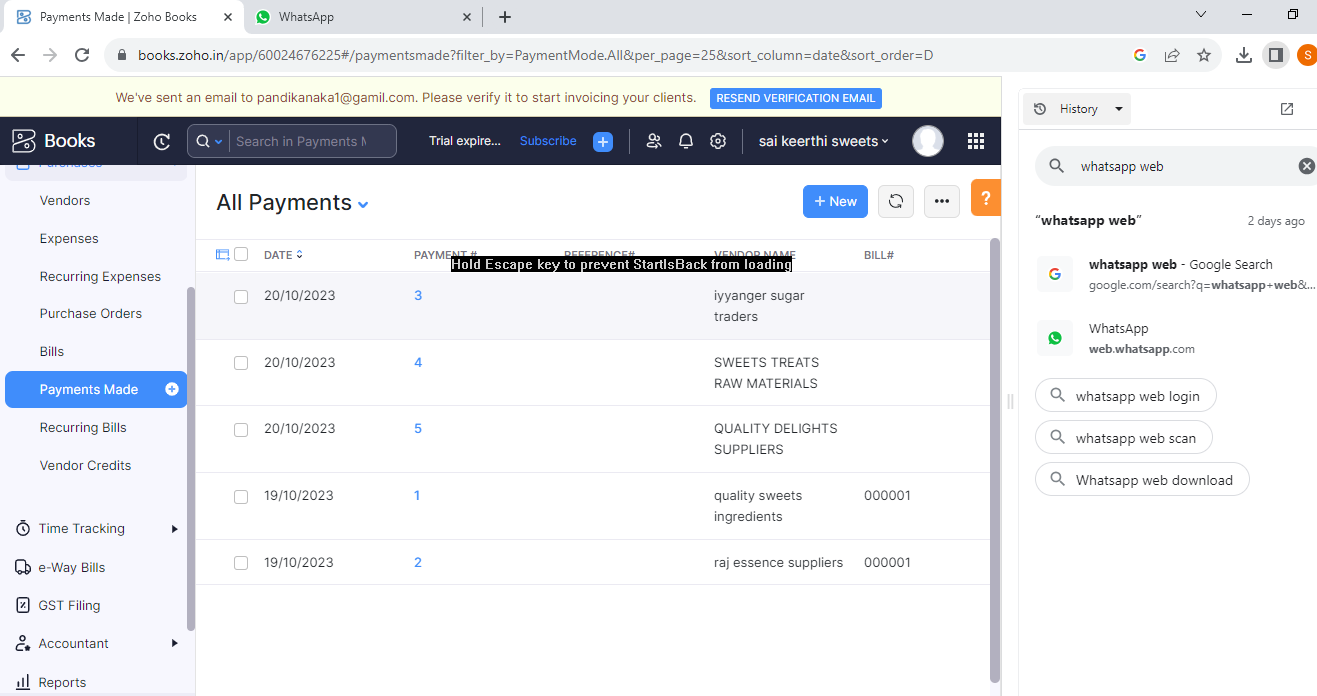 Payments Made | Zoho Books
WhatsApp
books.zoho.in/app/60024676225#/paymentsmade?filter_by=PaymentMode.All&per_page=25&sort_column=date&sort_order=D
S
We've sent an email to pandikanaka1@gamil.com. Please verify it to start invoicing your clients.
RESEND VERIFICATION EMAIL
Books
Search in Payments M
Trial expire...
Subscribe
sai keerthi sweets
Purchases
Vendors
Expenses
Recurring Expenses
Purchase Orders
Bills
Payments Made
Recurring Bills
Vendor Credits
Time Tracking
e-Way Bills
GST Filing
Accountant
Reports
All Payments
+ New
?
DATE PAYMENT # REFERENCE# VENDOR NAME BILL#
Hold Escape key to prevent StartIsBack from loading
20/10/2023 3 iyyanger sugar
traders
20/10/2023 4 SWEETS TREATS
RAW MATERIALS
20/10/2023 5 QUALITY DELIGHTS
SUPPLIERS
19/10/2023 1 quality sweets 000001
ingredients
19/10/2023 2 raj essence suppliers 000001
History
whatsapp web
“whatsapp web” 2 days ago
whatsapp web - Google Search
google.com/search?q=whatsapp+web&...
WhatsApp
web.whatsapp.com
whatsapp web login
whatsapp web scan
Whatsapp web download